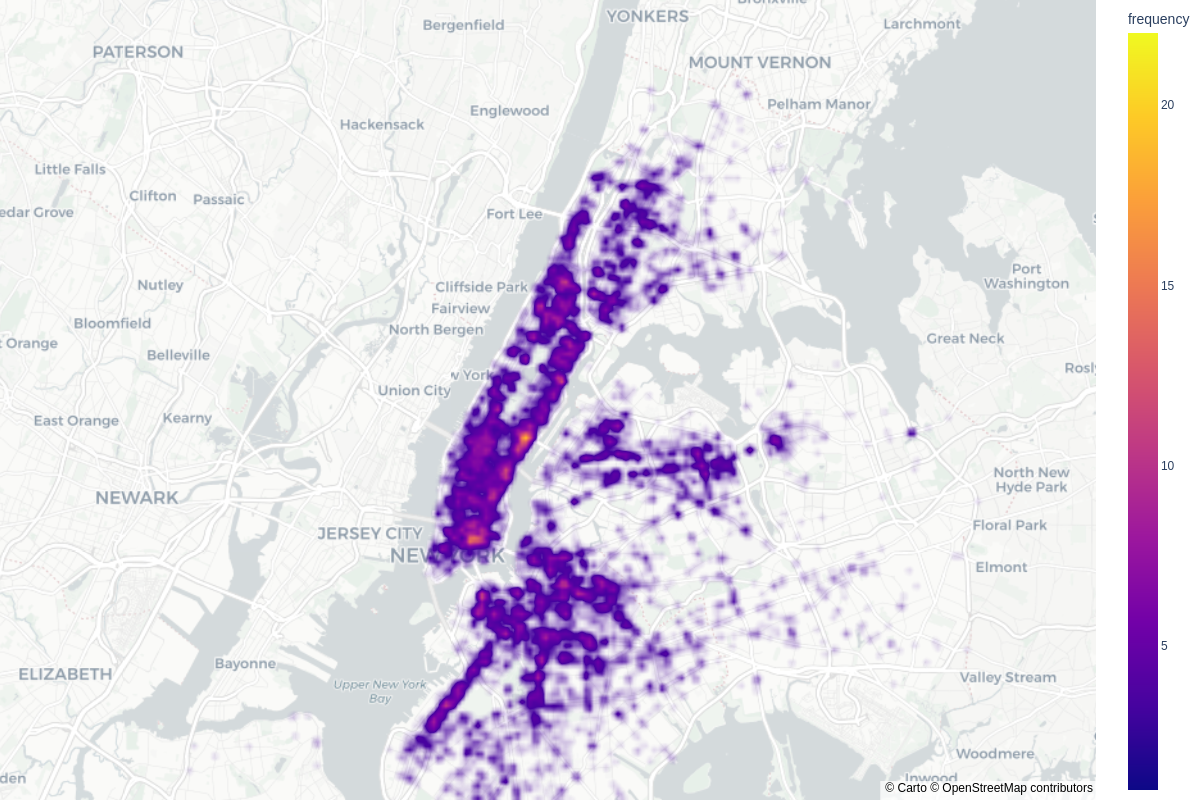 YONKERS
Bronxville
Larchmont
Bergenfield
PATERSON
MOUNT VERNON
Pelham Manor
Englewood
Hackensack
Little Falls
Clifton
Passaic
edar Grove
Fort Lee
Port
Washington
Nutley
Cliffside Park
Fairview
Bloomfield
North Bergen
t Orange
Great Neck
Belleville
w York
Rosly
Union City
East Orange
Kearny
North New
Hyde Park
NEWARK
JERSEY CITY
Floral Park
NEW YORK
Elmont
Bayonne
ELIZABETH
Valley Stream
Upper New York
Bay
Woodmere
den
Inwood
© Carto © OpenStreetMap contributors
frequency
20
15
10
5